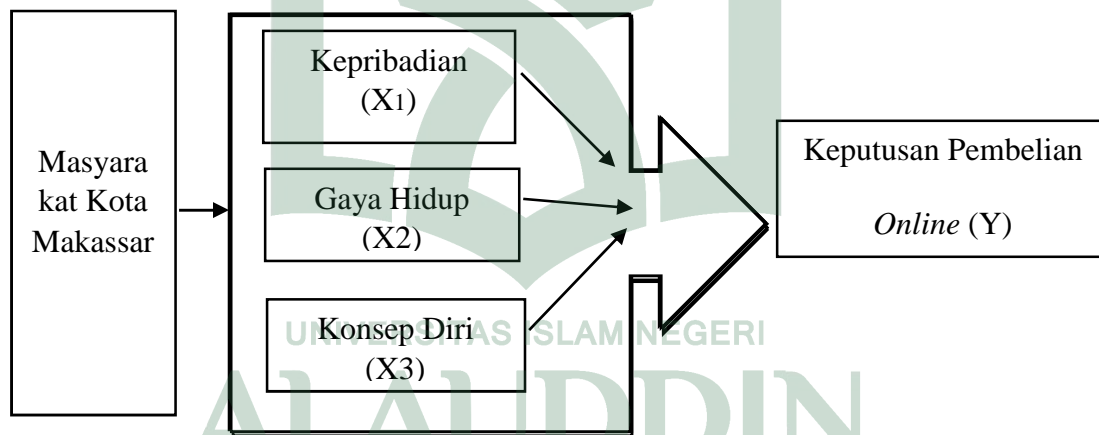 Masyara
kat Kota
Makassar
Kepribadian
(X1)
Gaya Hidup
(X2)
Konsep Diri
(X3)
Keputusan Pembelian
Online (Y)
UNIVERSITAS ISLAM NEGERI
ALAUDDIN